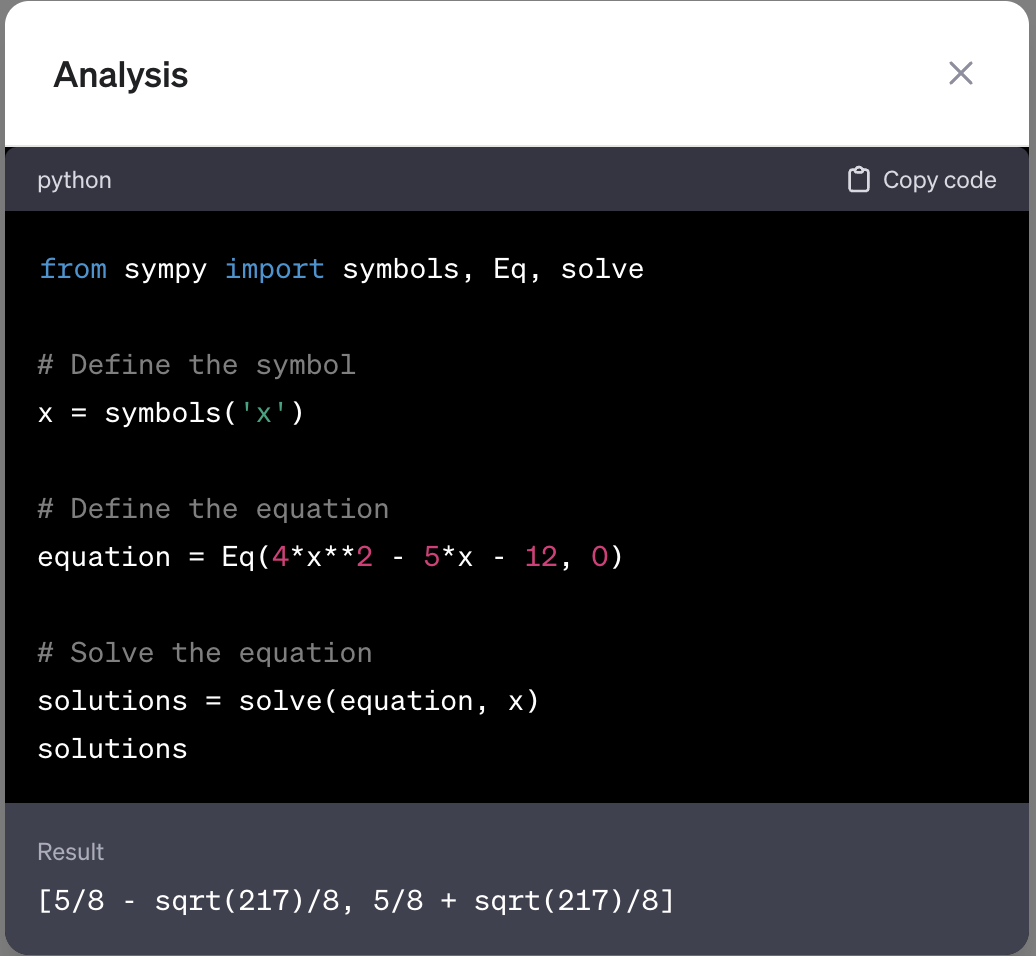 Analysis
python
Copy code
from sympy import symbols, Eq, solve
# Define the symbol
x = symbols('x')
# Define the equation
equation = Eq(4*x**2 - 5*x - 12, 0)
# Solve the equation
solutions = solve(equation, x)
solutions
Result
[5/8 - sqrt(217)/8, 5/8 + sqrt(217)/8]